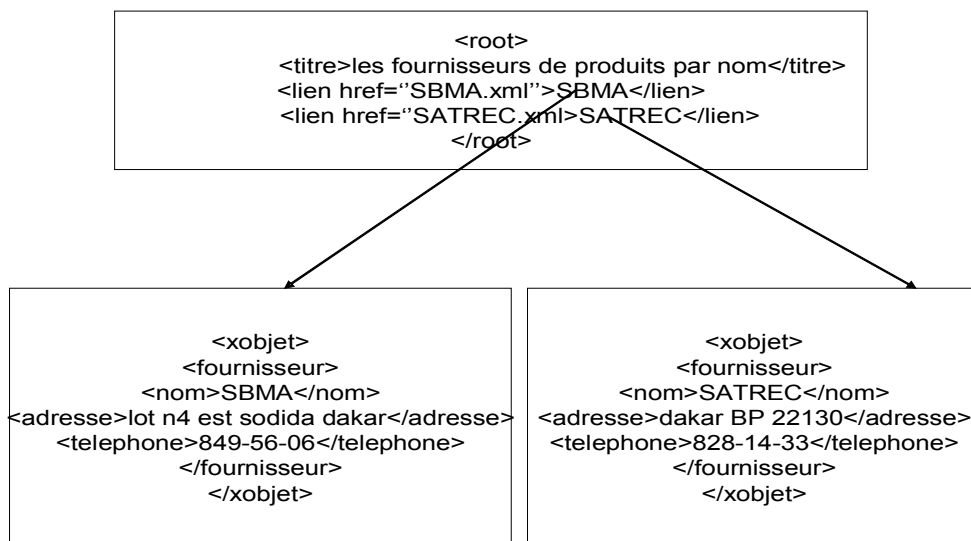 <root>
<titre>les fournisseurs de produits par nom</titre>
<lien href=‘’SBMA.xml’’>SBMA</lien>
<lien href=‘’SATREC.xml>SATREC</lien>
</root>
<xobjet>
<fournisseur>
<nom>SBMA</nom>
<adresse>lot n4 est sodida dakar</adresse>
<telephone>849-56-06</telephone>
</fournisseur>
</xobjet>
<xobjet>
<fournisseur>
<nom>SATREC</nom>
<adresse>dakar BP 22130</adresse>
<telephone>828-14-33</telephone>
</fournisseur>
</xobjet>